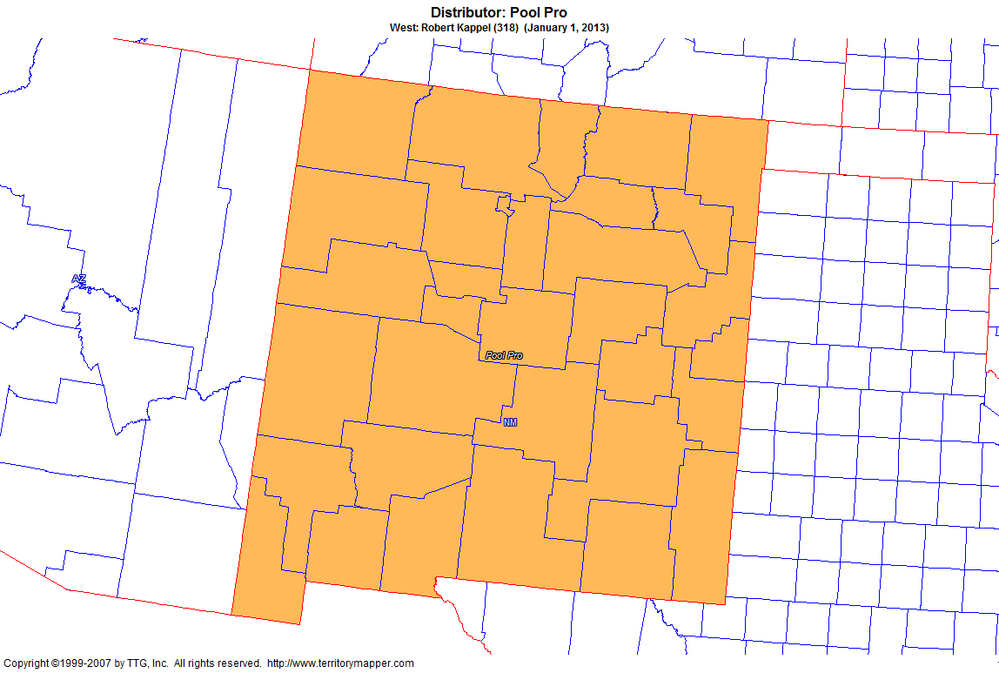 Distributor: Pool Pro
West: Robert Kappel (318)  (January 1, 2013)
AZ
Pool Pro
NM
Copyright ©1999-2007 by TTG, Inc.  All rights reserved.  http://www.territorymapper.com